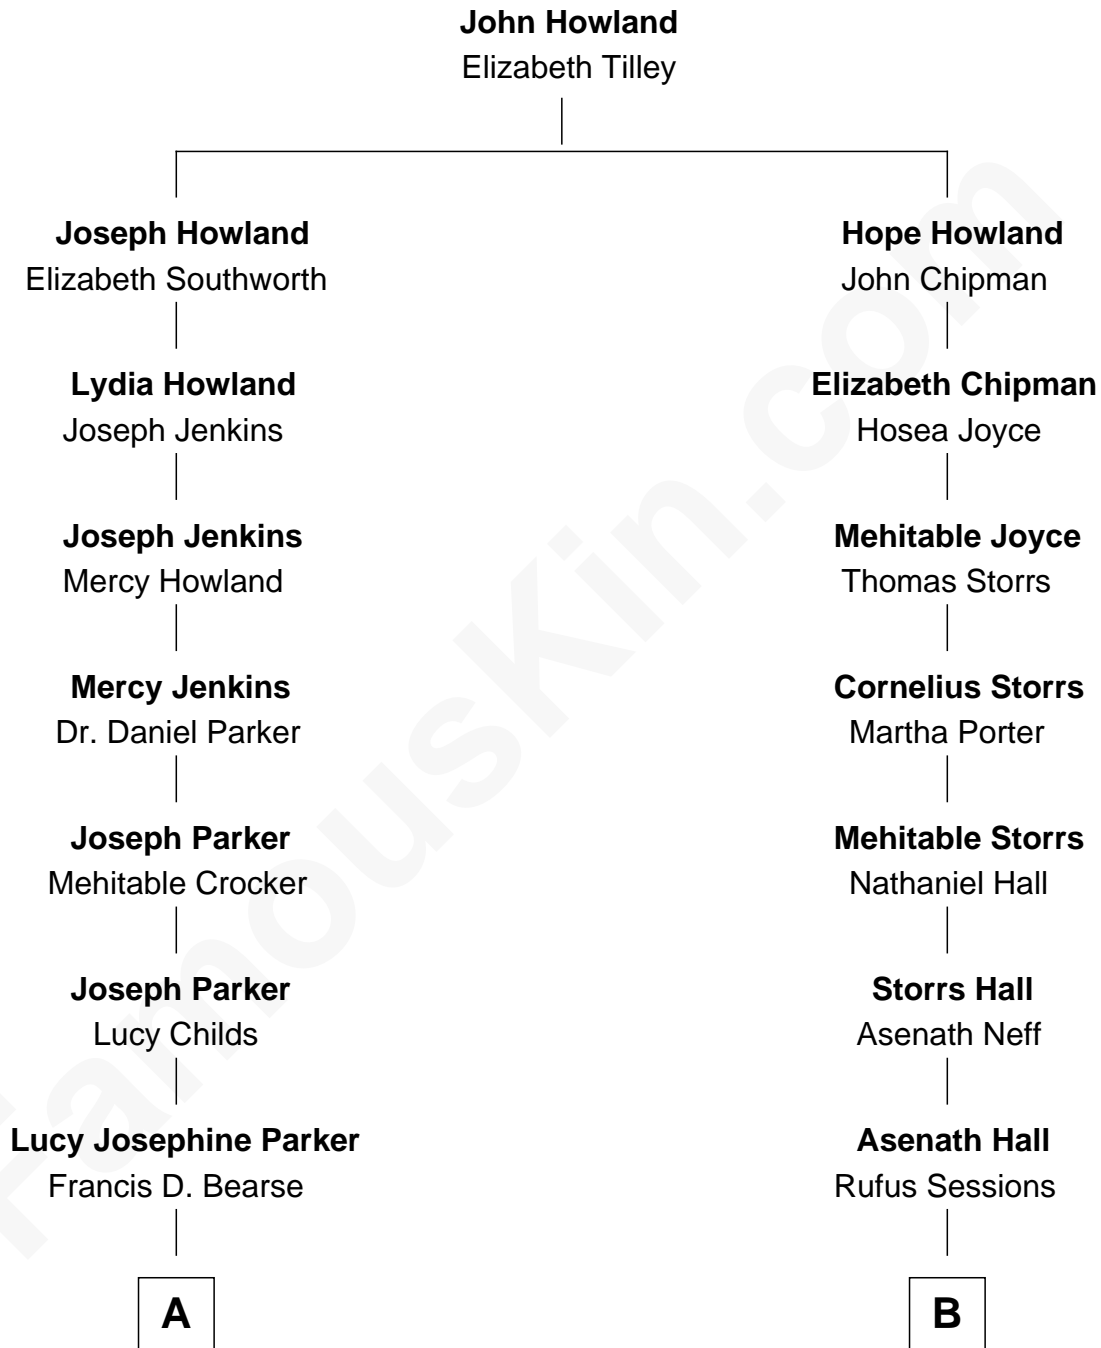 John Howland
Elizabeth Tilley
Joseph Howland
Elizabeth Southworth
Hope Howland
John Chipman
Lydia Howland
Joseph Jenkins
Elizabeth Chipman
Hosea Joyce
Joseph Jenkins
Mercy Howland
Mehitable Joyce
Thomas Storrs
Mercy Jenkins
Dr. Daniel Parker
Cornelius Storrs
Martha Porter
Joseph Parker
Mehitable Crocker
Mehitable Storrs
Nathaniel Hall
Joseph Parker
Lucy Childs
Storrs Hall
Asenath Neff
Lucy Josephine Parker
Francis D. Bearse
Asenath Hall
Rufus Sessions
A
B
FamousKin.com